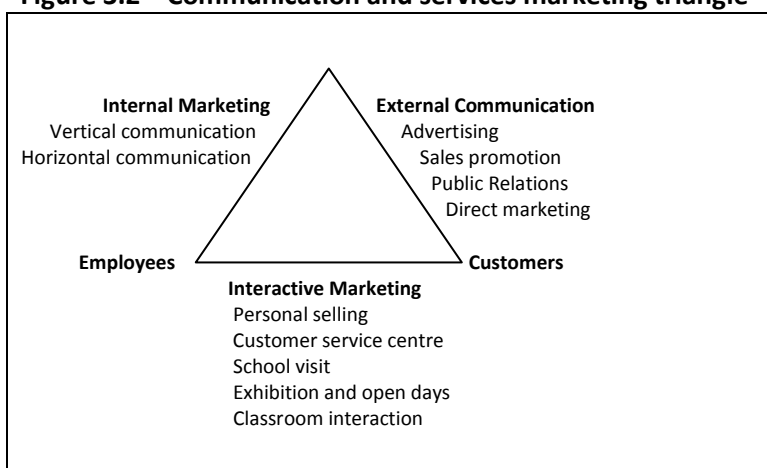 Figure Communication and services marketing triangle
Internal Marketing
Vertical communication
Horizontal communication
External Communication
Advertising
Sales promotion
Public Relations
Direct marketing
Employees
Customers
Interactive Marketing
Personal selling
Customer service centre
School visit
Exhibition and open days
Classroom interaction